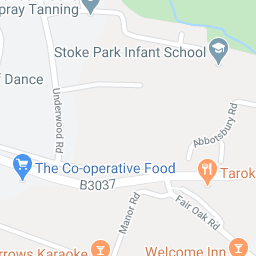 pray Tanning
Stoke Park Infant School
f Dance
Underwood Rd
Abbotsbury Rd
The Co-operative Food
B3037
Tarok
Manor Rd
Fair Oak Rd
rrows Karaoke
Welcome Inn